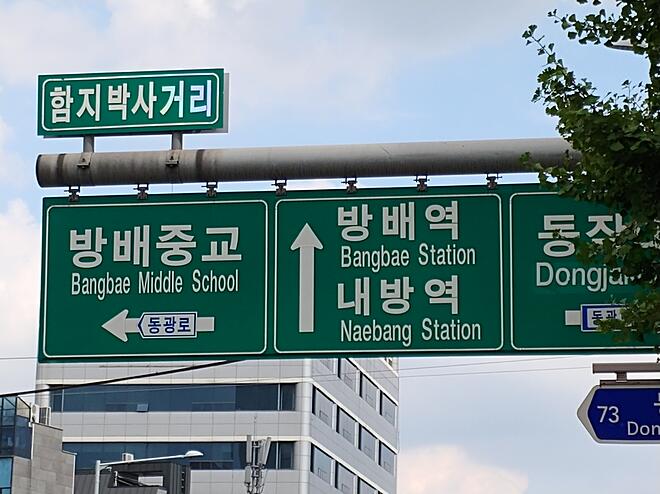 함지박사거리
방배중교
Bangbae Middle School
동광로
방배역
Bangbae Station
내방역
Naebang Station
73